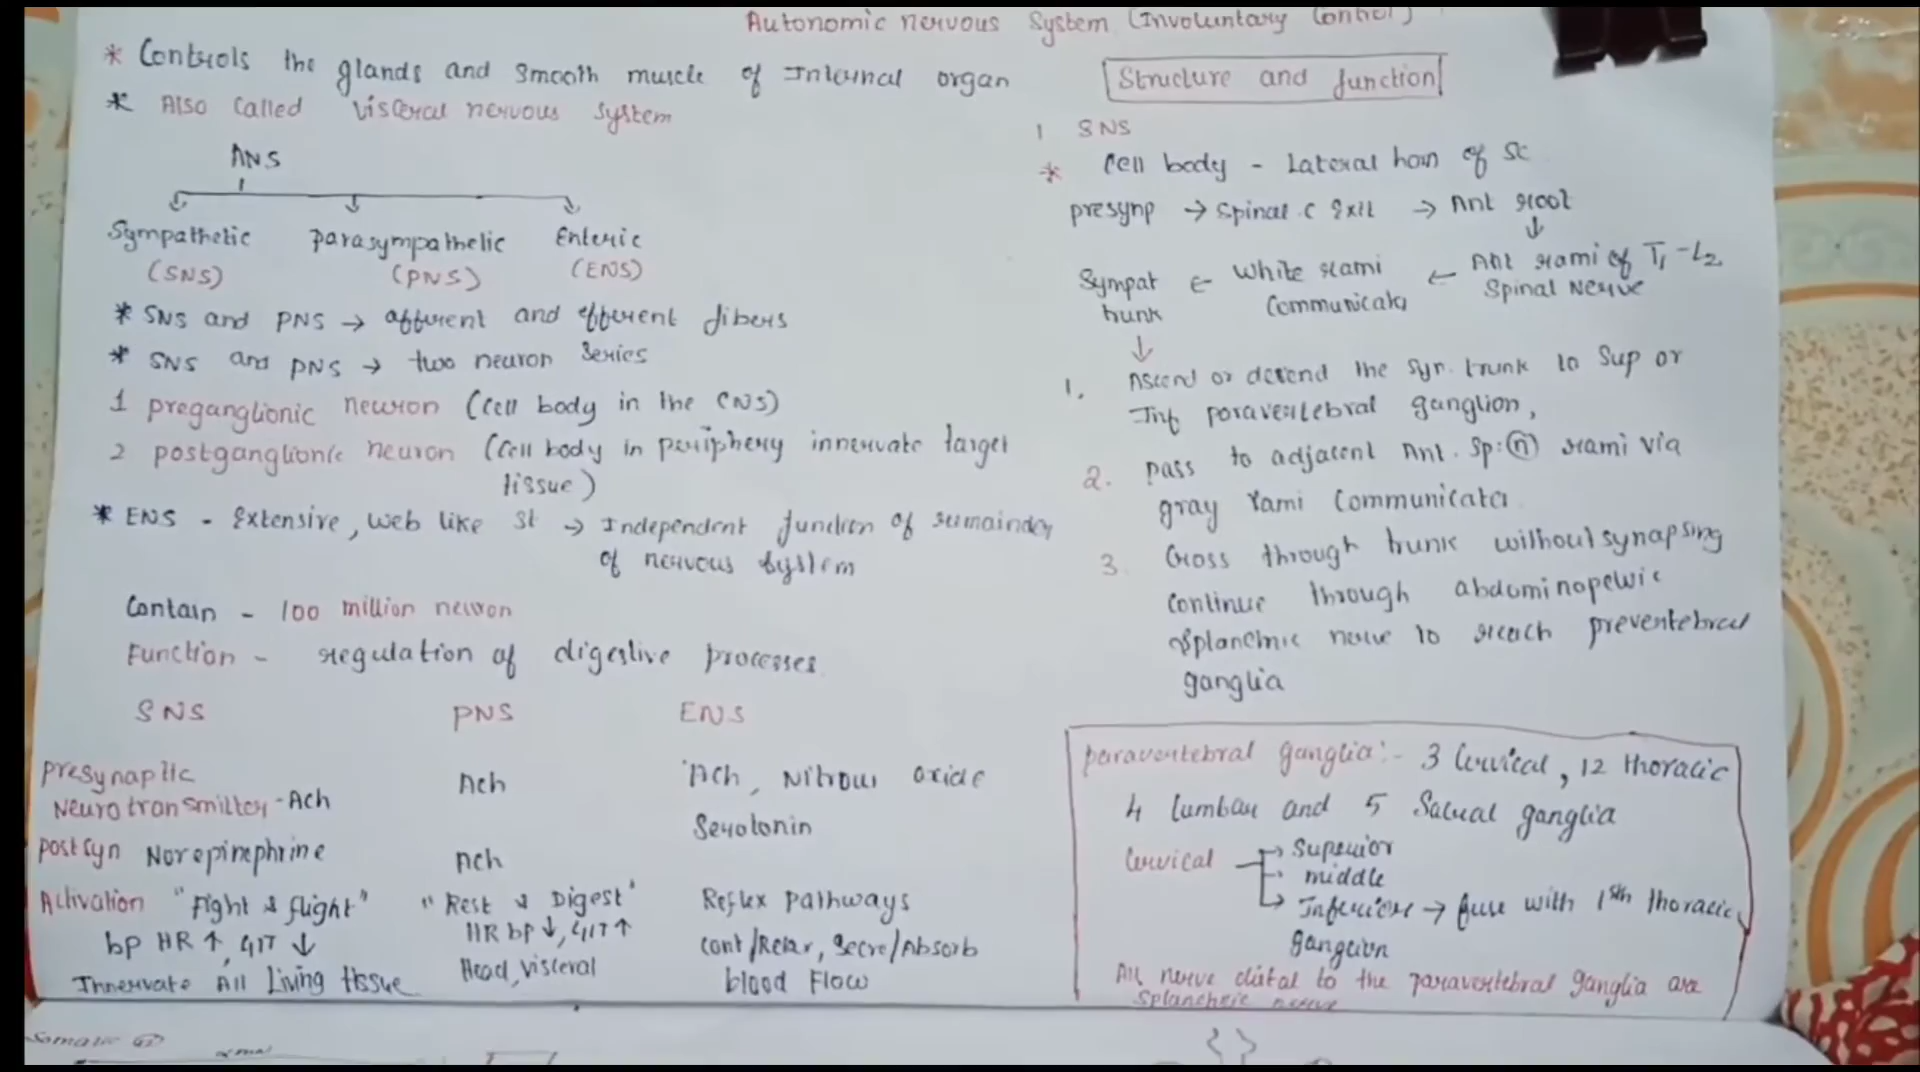 Autonomic nervous System (Involuntary Control)
* Controls the glands and smooth muscle of Internal organ
* Also called visceral nervous system
ANS
Sympathetic parasympathetic Enteric
(SNS) (PNS) (ENS)
* SNS and PNS → afferent and efferent fibers
* SNS and PNS → two neuron series
1 preganglionic neuron (cell body in the CNS)
2 postganglionic neuron (cell body in periphery innervate target
tissue)
* ENS - Extensive, web like st → Independent function of remainder
of nervous system
Contain - 100 million neuron
Function - regulation of digestive processes
SNS PNS ENS
presynaptic
Neurotransmitter - Ach Ach Ach, Nitrous oxide
Serotonin
postsyn Norepinephrine Ach
Activation "Fight & flight" "Rest & Digest" Reflex pathways
bp HR ↑, GIT ↓ HR bp ↓, GIT ↑ cont/Relax, secre/Absorb
Innervate All Living tissue Head, visceral blood Flow
Structure and function
1 SNS
* Cell body - Lateral horn of SC
presynp → Spinal.c Exit → Ant root
↓
Sympat ← White rami ← Ant rami of T1-L2
trunk Communicata Spinal Nerve
↓
1. Ascend or decend the syn. trunk to Sup or
Inf paravertebral ganglion,
2. pass to adjacent Ant. Sp: (n) rami via
gray rami Communicata
3 Cross through trunk without synapsing
continue through abdominopelvic
splanchnic nerve to reach prevertebral
ganglia
paravertebral ganglia:- 3 Cervical, 12 thoracic
4 lumbar and 5 Sacral ganglia
Cervical → Superior
middle
→ Inferior → fuse with 1sth thoracic
ganglion
All nerve distal to the paravertebral ganglia are
splanchnic nerve
Somatic